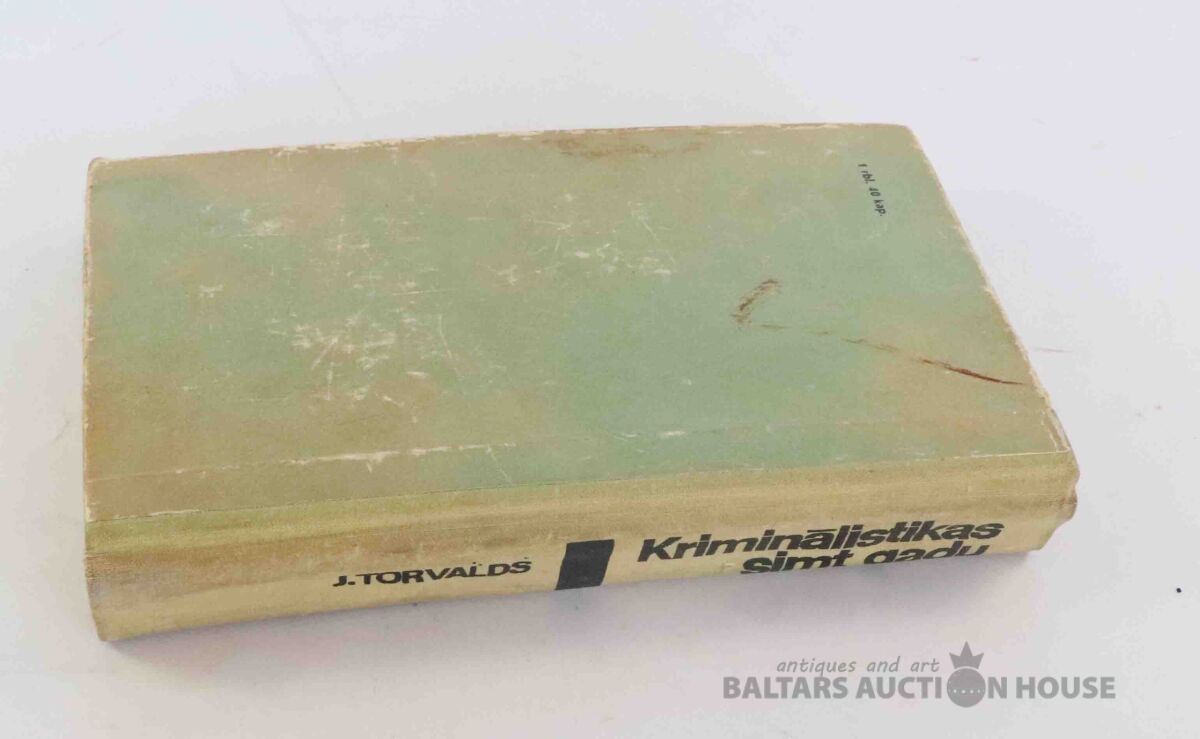 1 rbl. 40 kap.
J. TORVALDS
Kriminālistikas
simt gadu
antiques and art
BALTARS AUCTION HOUSE